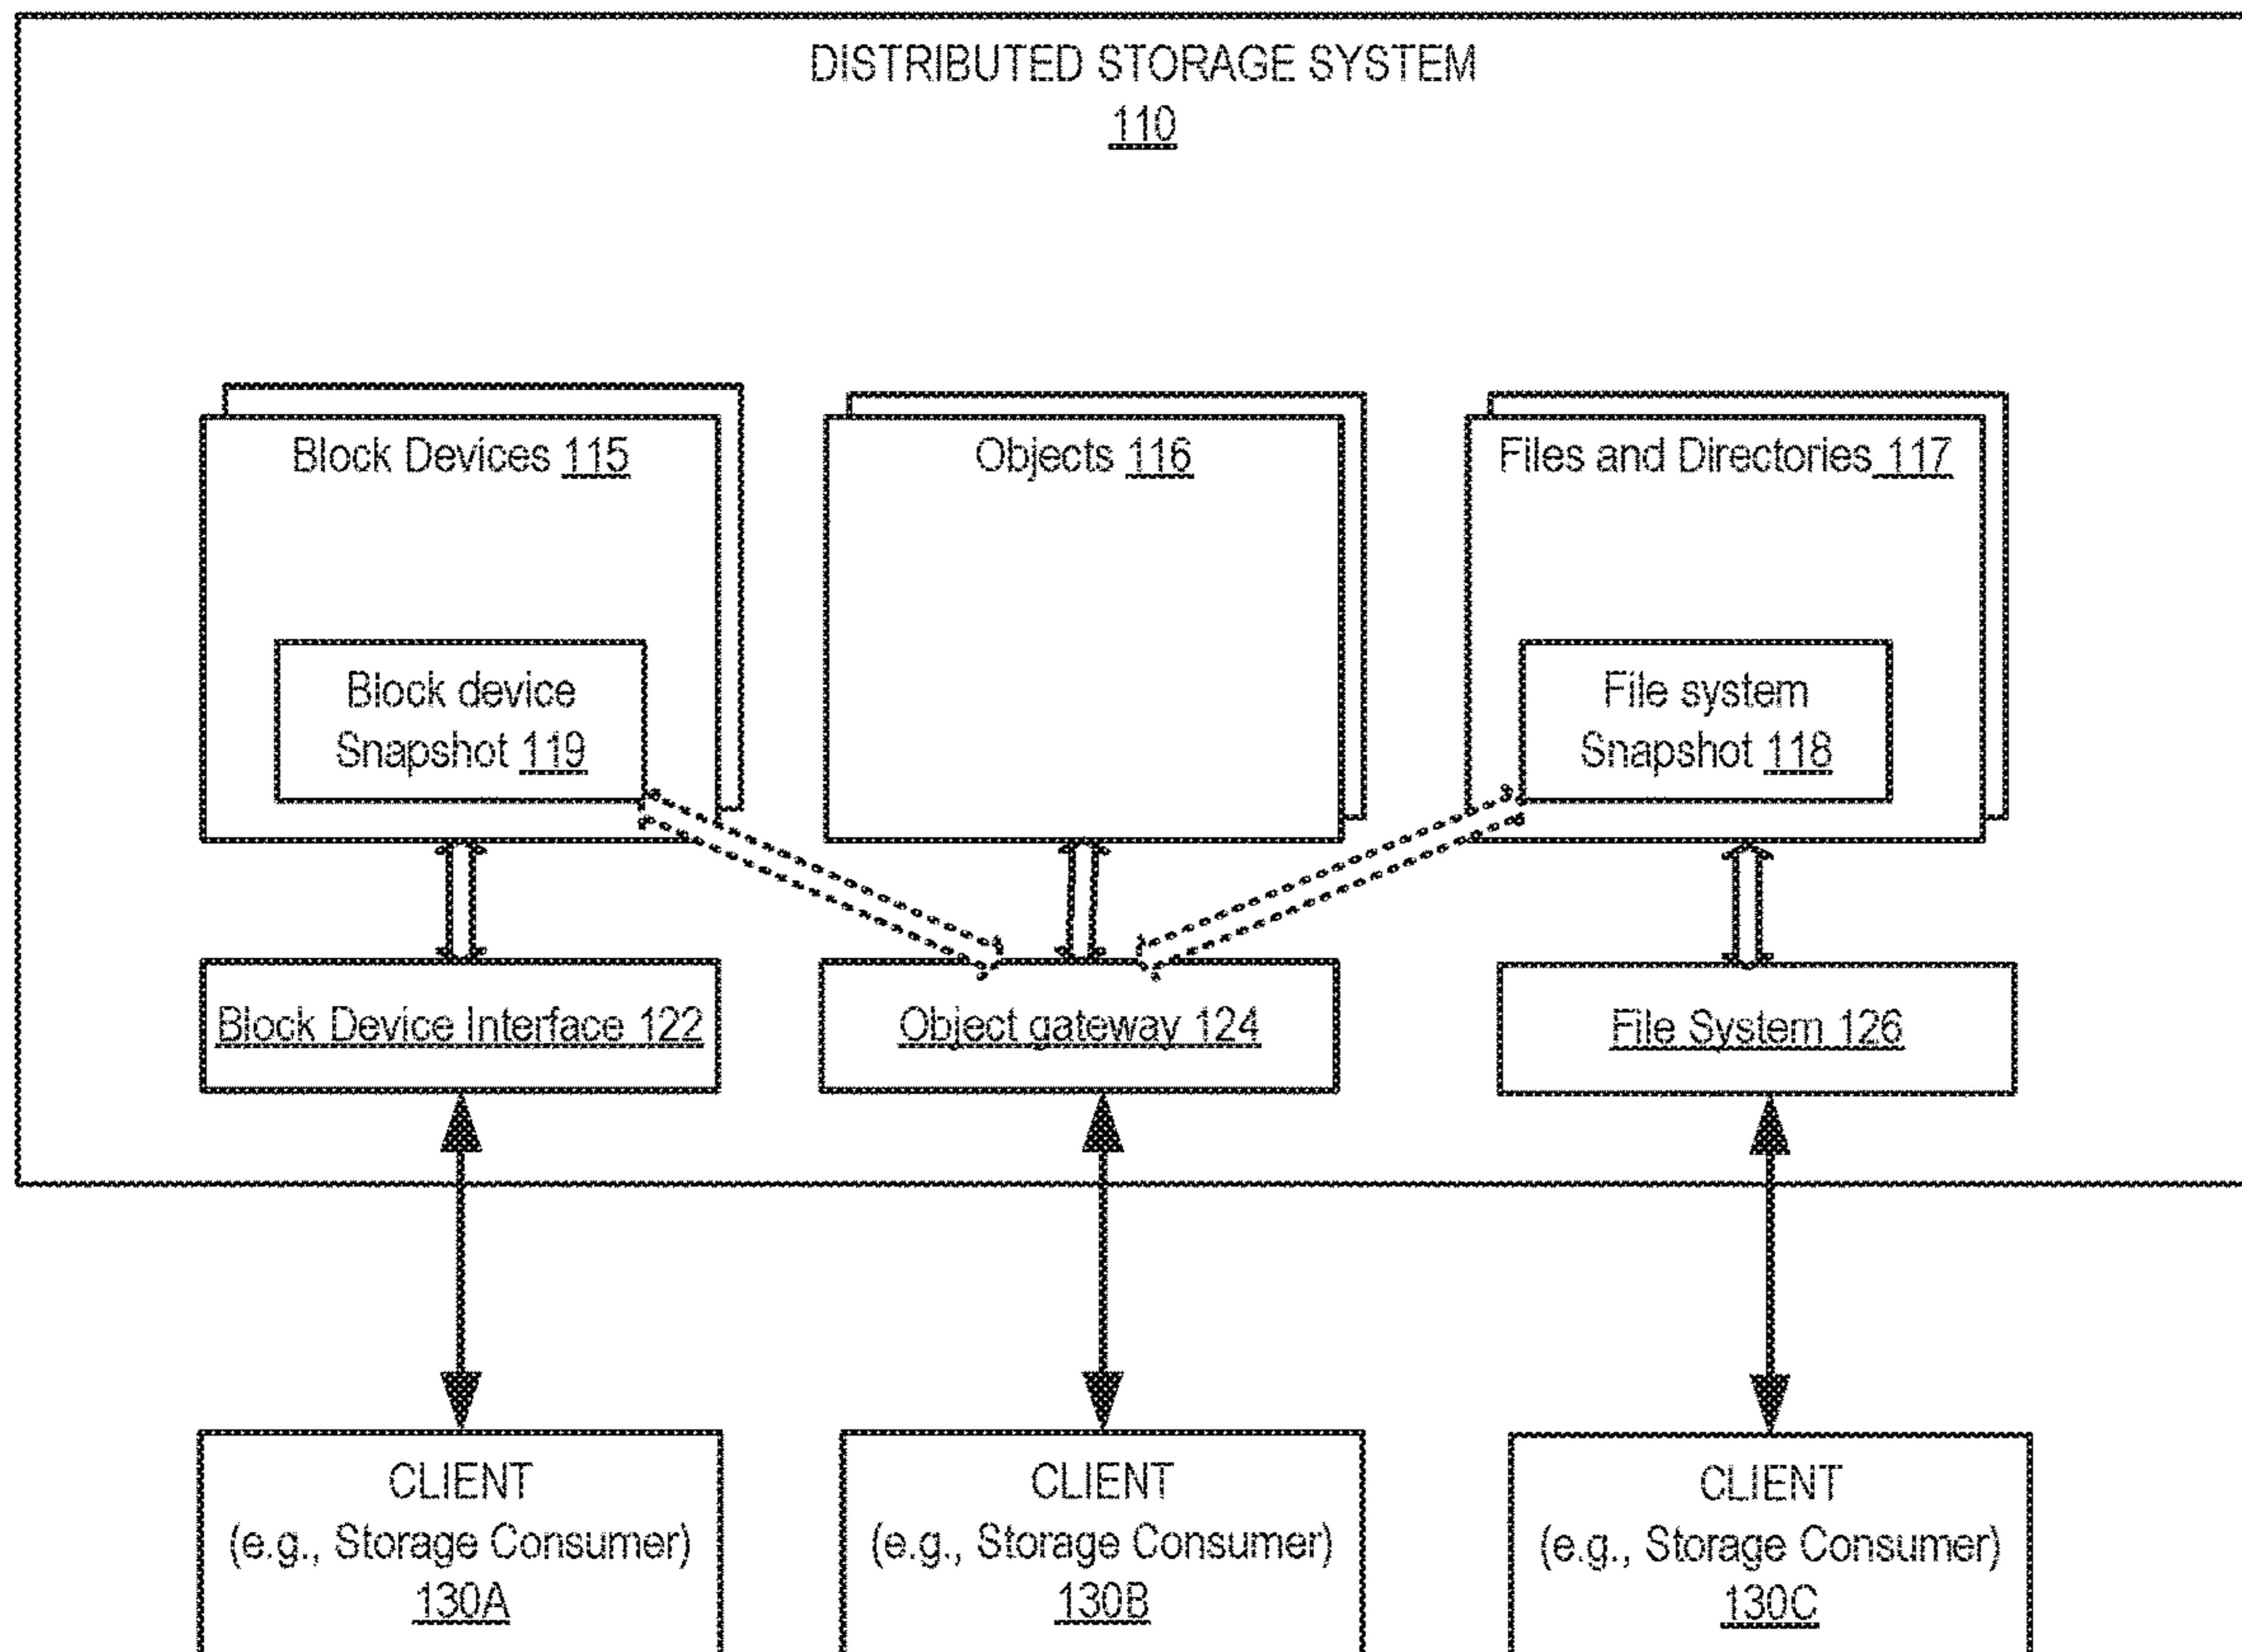 DISTRIBUTED STORAGE SYSTEM
110
Block Devices 115
Objects 116
Files and Directories 117
Block device
Snapshot 119
File system
Snapshot 118
Block Device Interface 122
Object gateway 124
File System 126
CLIENT
(e.g., Storage Consumer)
130A
CLIENT
(e.g., Storage Consumer)
130B
CLIENT
(e.g., Storage Consumer)
130C